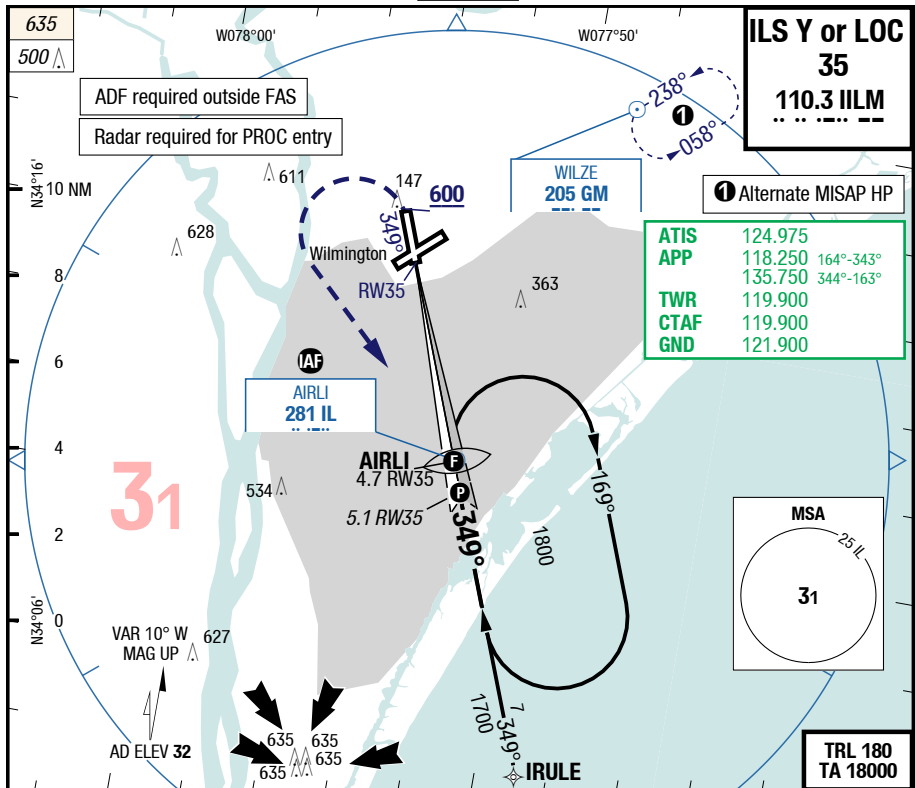 635
500
W078°00'
W077°50'
ILS Y or LOC
35
110.3 IILM
ADF required outside FAS
Radar required for PROC entry
238°
1
058°
N34°16'
10 NM
611
147
600
WILZE
205 GM
1 Alternate MISAP HP
628
349°
Wilmington
RW35
363
ATIS 124.975
APP 118.250 164°-343°
135.750 344°-163°
TWR 119.900
CTAF 119.900
GND 121.900
8
6
IAF
AIRLI
281 IL
4
AIRLI
F
4.7 RW35
P
5.1 RW35
349°
169°
31
534
2
1800
MSA
25 IL
31
N34°06'
0
VAR 10° W
MAG UP
627
AD ELEV 32
635
635
635
635
1700
7
349°
IRULE
TRL 180
TA 18000